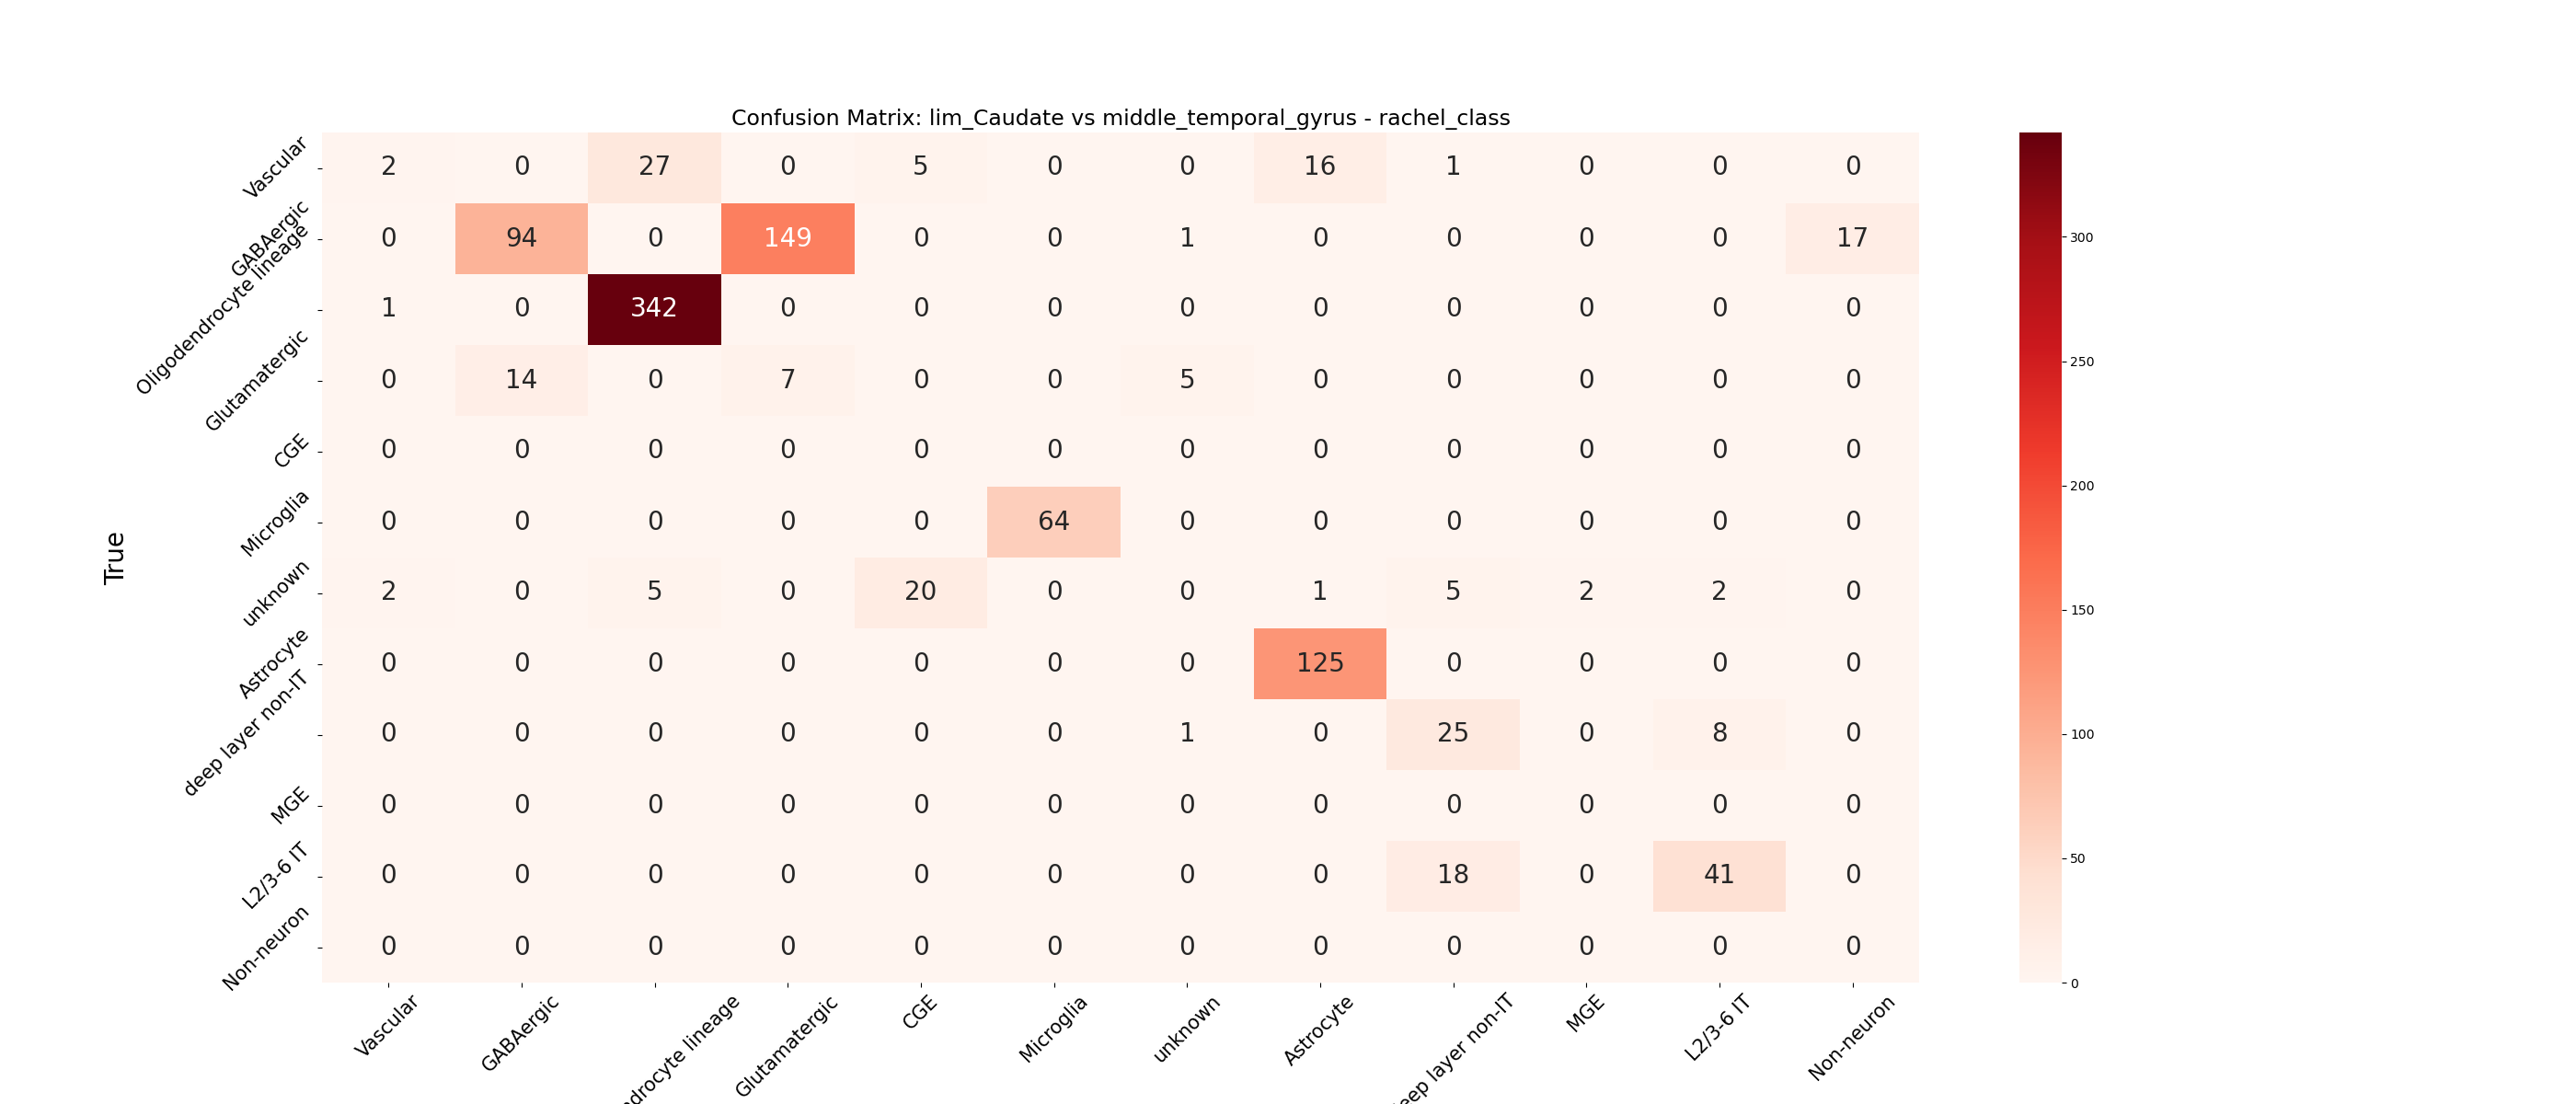 Confusion Matrix: lim_Caudate vs middle_temporal_gyrus - rachel_class
True
Vascular 2 0 27 0 5 0 0 16 1 0 0 0
GABAergic 0 94 0 149 0 0 1 0 0 0 0 17
Oligodendrocyte lineage 1 0 342 0 0 0 0 0 0 0 0 0
Glutamatergic 0 14 0 7 0 0 5 0 0 0 0 0
CGE 0 0 0 0 0 0 0 0 0 0 0 0
Microglia 0 0 0 0 0 64 0 0 0 0 0 0
unknown 2 0 5 0 20 0 0 1 5 2 2 0
Astrocyte 0 0 0 0 0 0 0 125 0 0 0 0
deep layer non-IT 0 0 0 0 0 0 1 0 25 0 8 0
MGE 0 0 0 0 0 0 0 0 0 0 0 0
L2/3-6 IT 0 0 0 0 0 0 0 0 18 0 41 0
Non-neuron 0 0 0 0 0 0 0 0 0 0 0 0
Vascular GABAergic drocyte lineage Glutamatergic CGE Microglia unknown Astrocyte eep layer non-IT MGE L2/3-6 IT Non-neuron
300
250
200
150
100
50
0